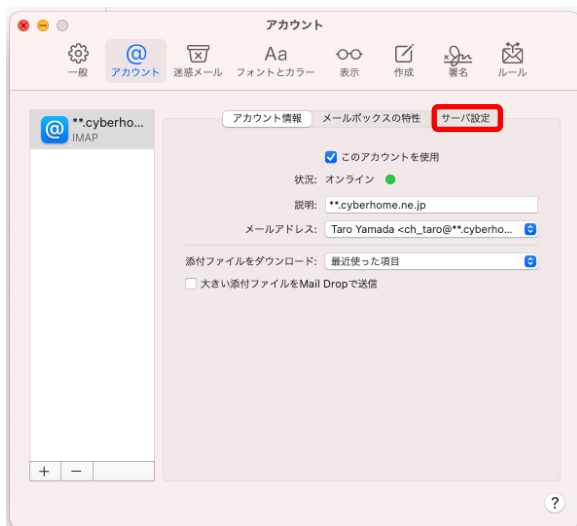 アカウント
一般 アカウント 迷惑メール フォントとカラー 表示 作成 署名 ルール
Aa
**.cyberho...
IMAP
アカウント情報 メールボックスの特性 サーバ設定
このアカウントを使用
状況: オンライン
説明: **.cyberhome.ne.jp
メールアドレス: Taro Yamada <ch_taro@**.cyberho...
添付ファイルをダウンロード: 最近使った項目
大きい添付ファイルをMail Dropで送信
+ −
?